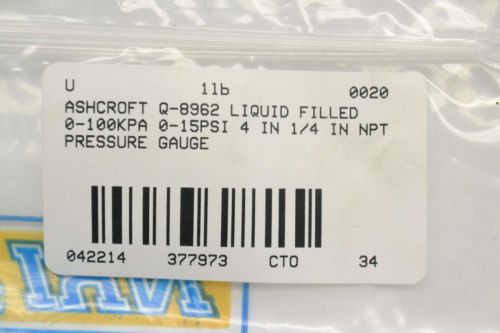 U 11b 0020
ASHCROFT Q-8962 LIQUID FILLED
0-100KPA 0-15PSI 4 IN 1/4 IN NPT
PRESSURE GAUGE
042214 377973 CTO 34